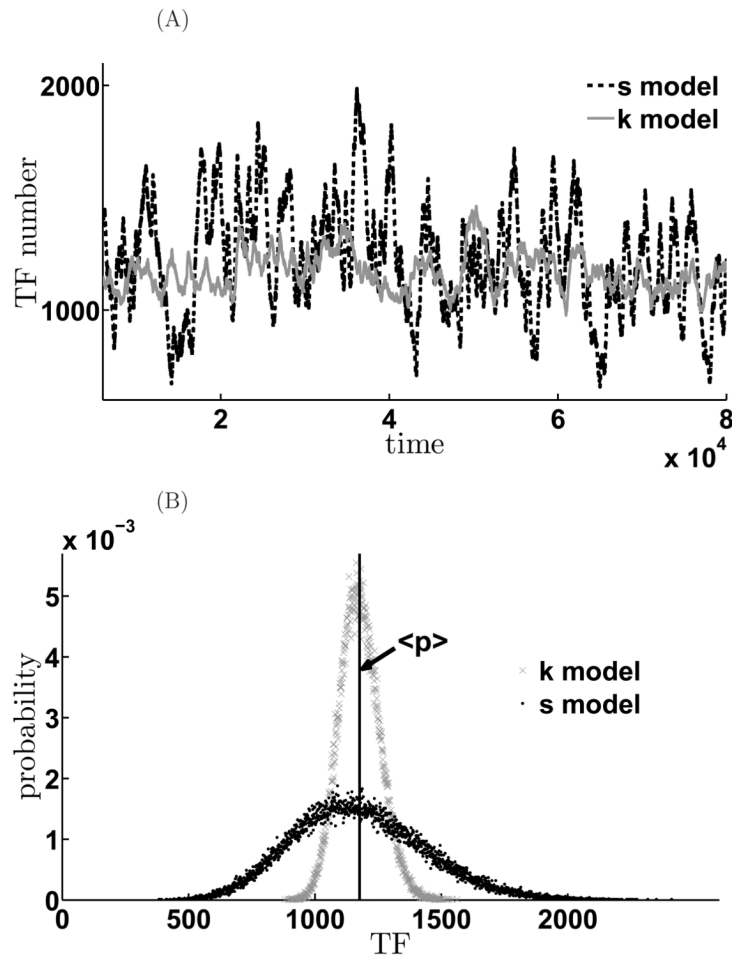 (A)
2000
1000
TF number
s model
k model
2
4
6
8
time
x 10^4
(B)
x 10^−3
5
4
3
2
1
0
probability
<p>
k model
s model
0
500
1000
1500
2000
TF